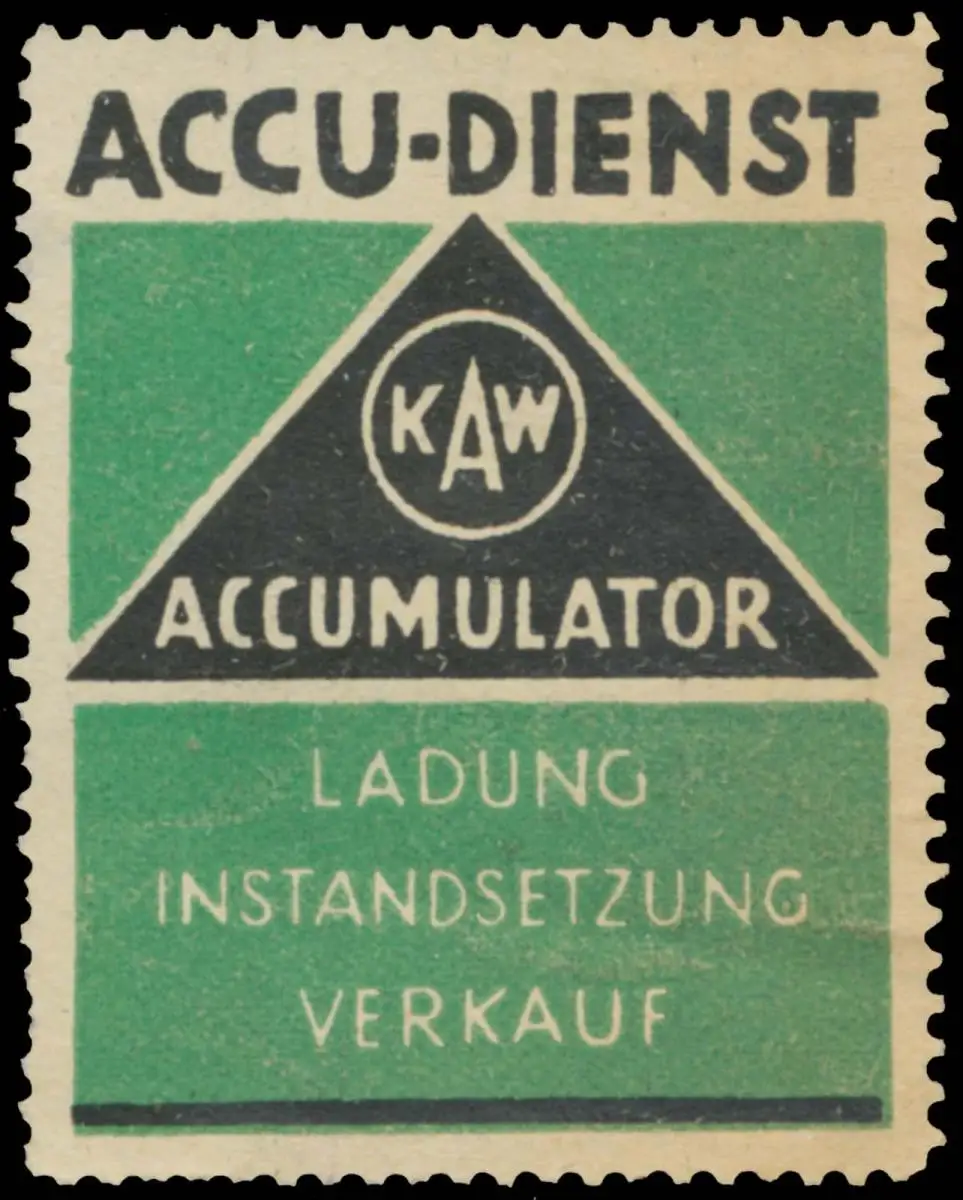 ACCU-DIENST
KAW
ACCUMULATOR
LADUNG
INSTANDSETZUNG
VERKAUF